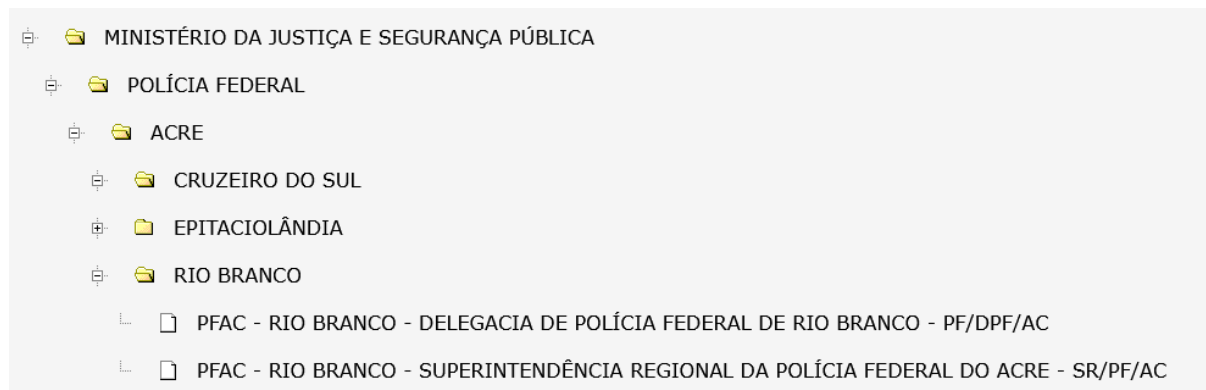 MINISTÉRIO DA JUSTIÇA E SEGURANÇA PÚBLICA
POLÍCIA FEDERAL
ACRE
CRUZEIRO DO SUL
EPITACIOLÂNDIA
RIO BRANCO
PFAC - RIO BRANCO - DELEGACIA DE POLÍCIA FEDERAL DE RIO BRANCO - PF/DPF/AC
PFAC - RIO BRANCO - SUPERINTENDÊNCIA REGIONAL DA POLÍCIA FEDERAL DO ACRE - SR/PF/AC